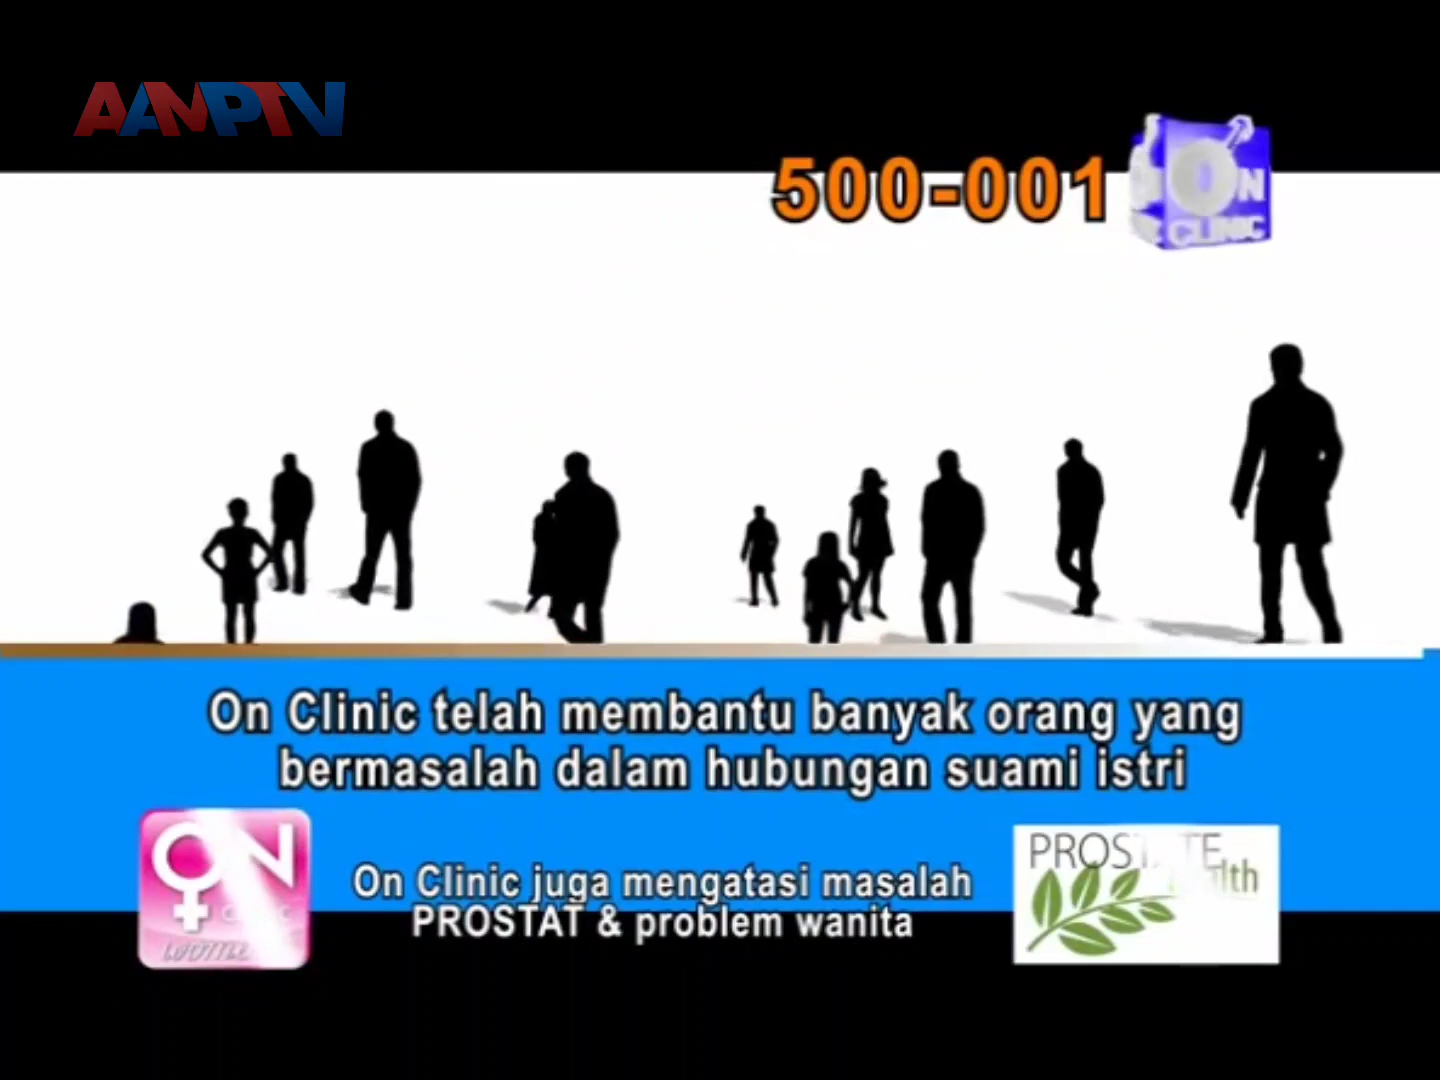 AANPTV
500-001
ON
CLINIC
On Clinic telah membantu banyak orang yang
bermasalah dalam hubungan suami istri
ON
On Clinic juga mengatasi masalah
PROSTAT & problem wanita